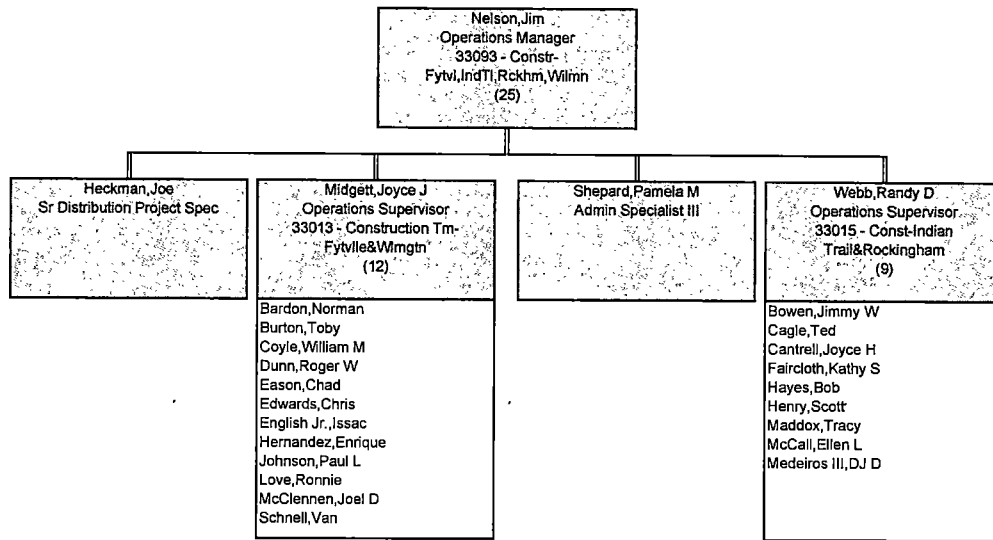 Nelson,Jim
Operations Manager
33093 - Constr-
Fytvl,IndTl,Rckhm,Wilmn
(25)
Heckman,Joe
Sr Distribution Project Spec
Midgett,Joyce J
Operations Supervisor
33013 - Construction Tm-
Fytvlle&Wlmgtn
(12)
Bardon,Norman
Burton,Toby
Coyle,William M
Dunn,Roger W
Eason,Chad
Edwards,Chris
English Jr.,Issac
Hernandez,Enrique
Johnson,Paul L
Love,Ronnie
McClennen,Joel D
Schnell,Van
Shepard,Pamela M
Admin Specialist III
Webb,Randy D
Operations Supervisor
33015 - Const-Indian
Trail&Rockingham
(9)
Bowen,Jimmy W
Cagle,Ted
Cantrell,Joyce H
Faircloth,Kathy S
Hayes,Bob
Henry,Scott
Maddox,Tracy
McCall,Ellen L
Medeiros III,DJ D